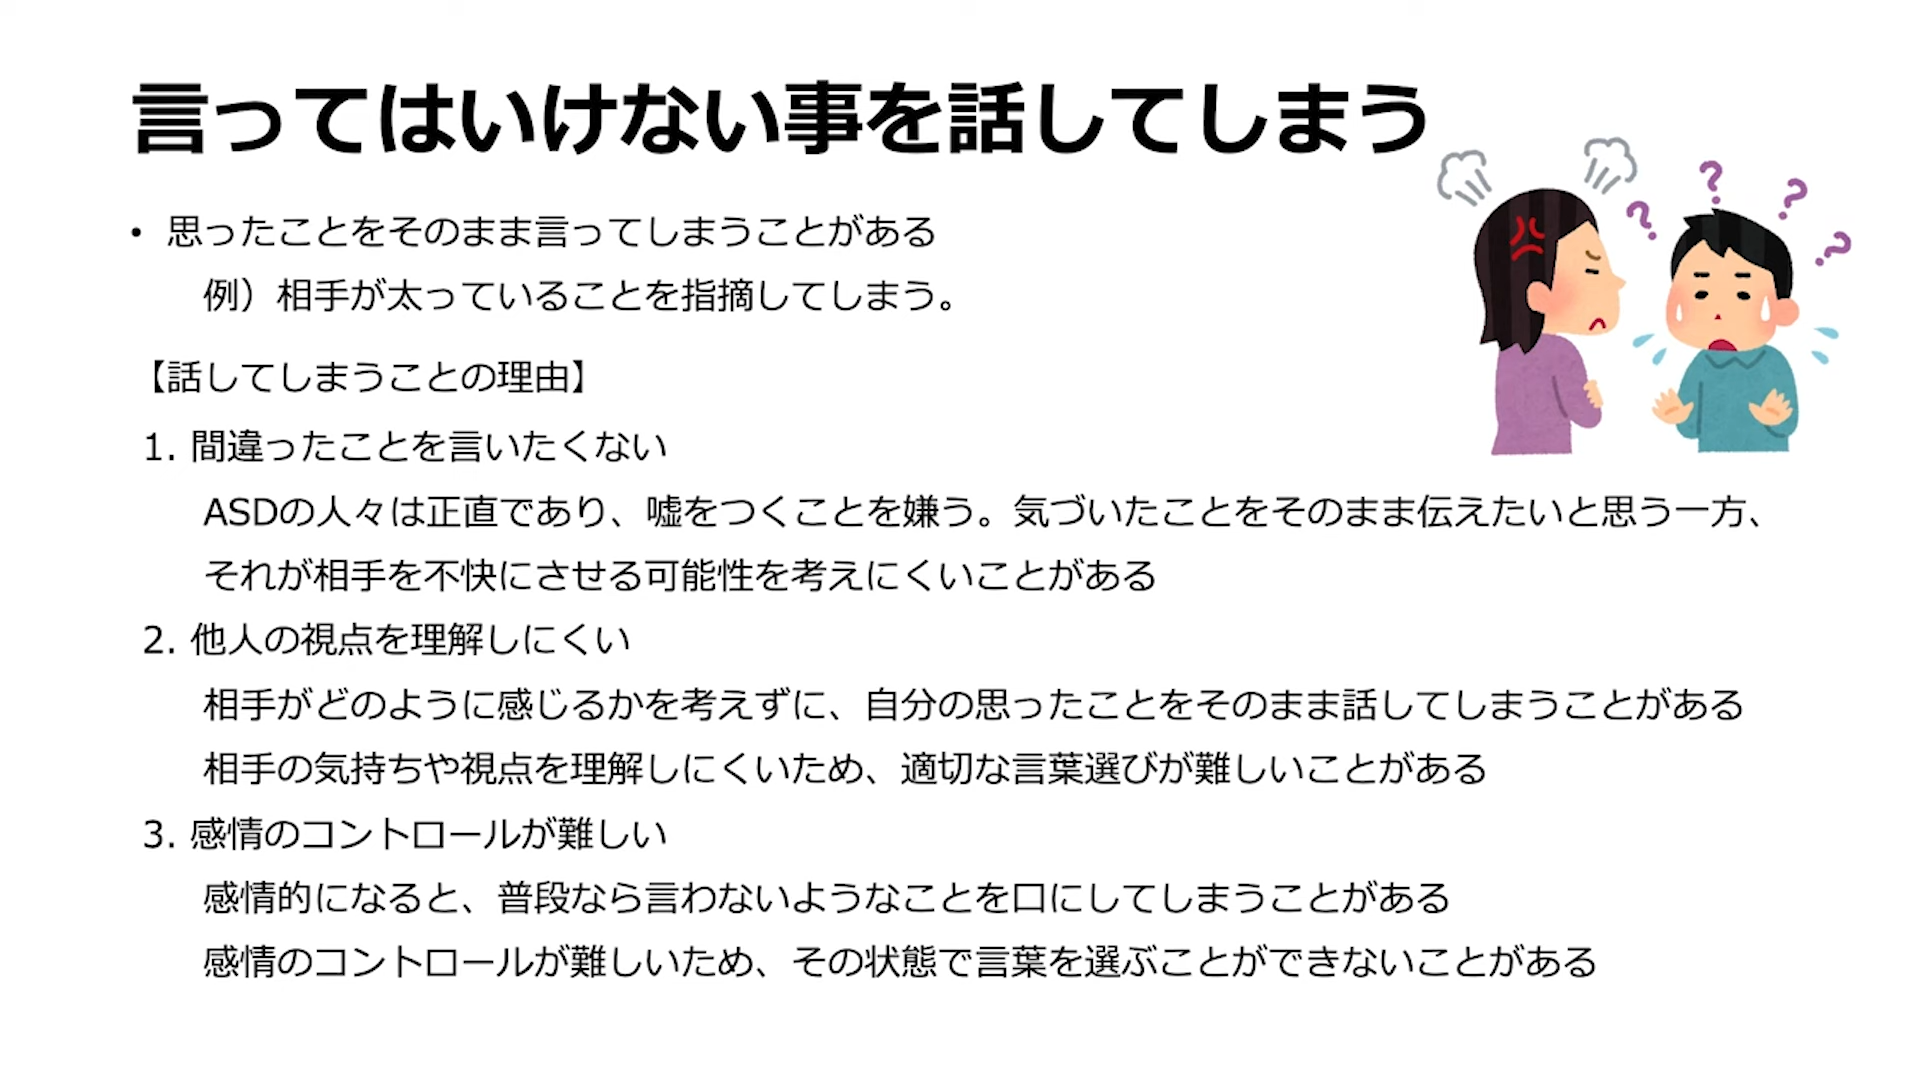 言ってはいけない事を話してしまう
• 思ったことをそのまま言ってしまうことがある
例）相手が太っていることを指摘してしまう。
【話してしまうことの理由】
1. 間違ったことを言いたくない
ASDの人々は正直であり、嘘をつくことを嫌う。気づいたことをそのまま伝えたいと思う一方、
それが相手を不快にさせる可能性を考えにくいことがある
2. 他人の視点を理解しにくい
相手がどのように感じるかを考えずに、自分の思ったことをそのまま話してしまうことがある
相手の気持ちや視点を理解しにくいため、適切な言葉選びが難しいことがある
3. 感情のコントロールが難しい
感情的になると、普段なら言わないようなことを口にしてしまうことがある
感情のコントロールが難しいため、その状態で言葉を選ぶことができないことがある